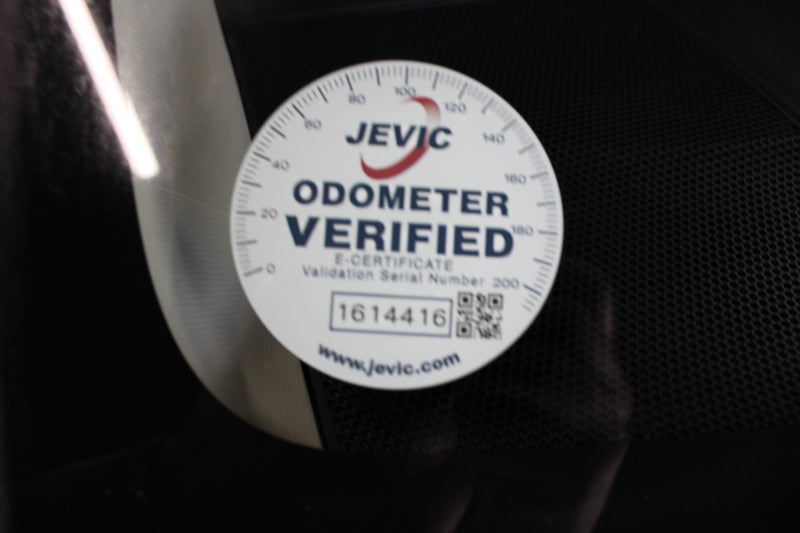 0 20 40 60 80 100 120 140 160 180 200
JEVIC
ODOMETER
VERIFIED
E-CERTIFICATE
Validation Serial Number
1614416
www.jevic.com